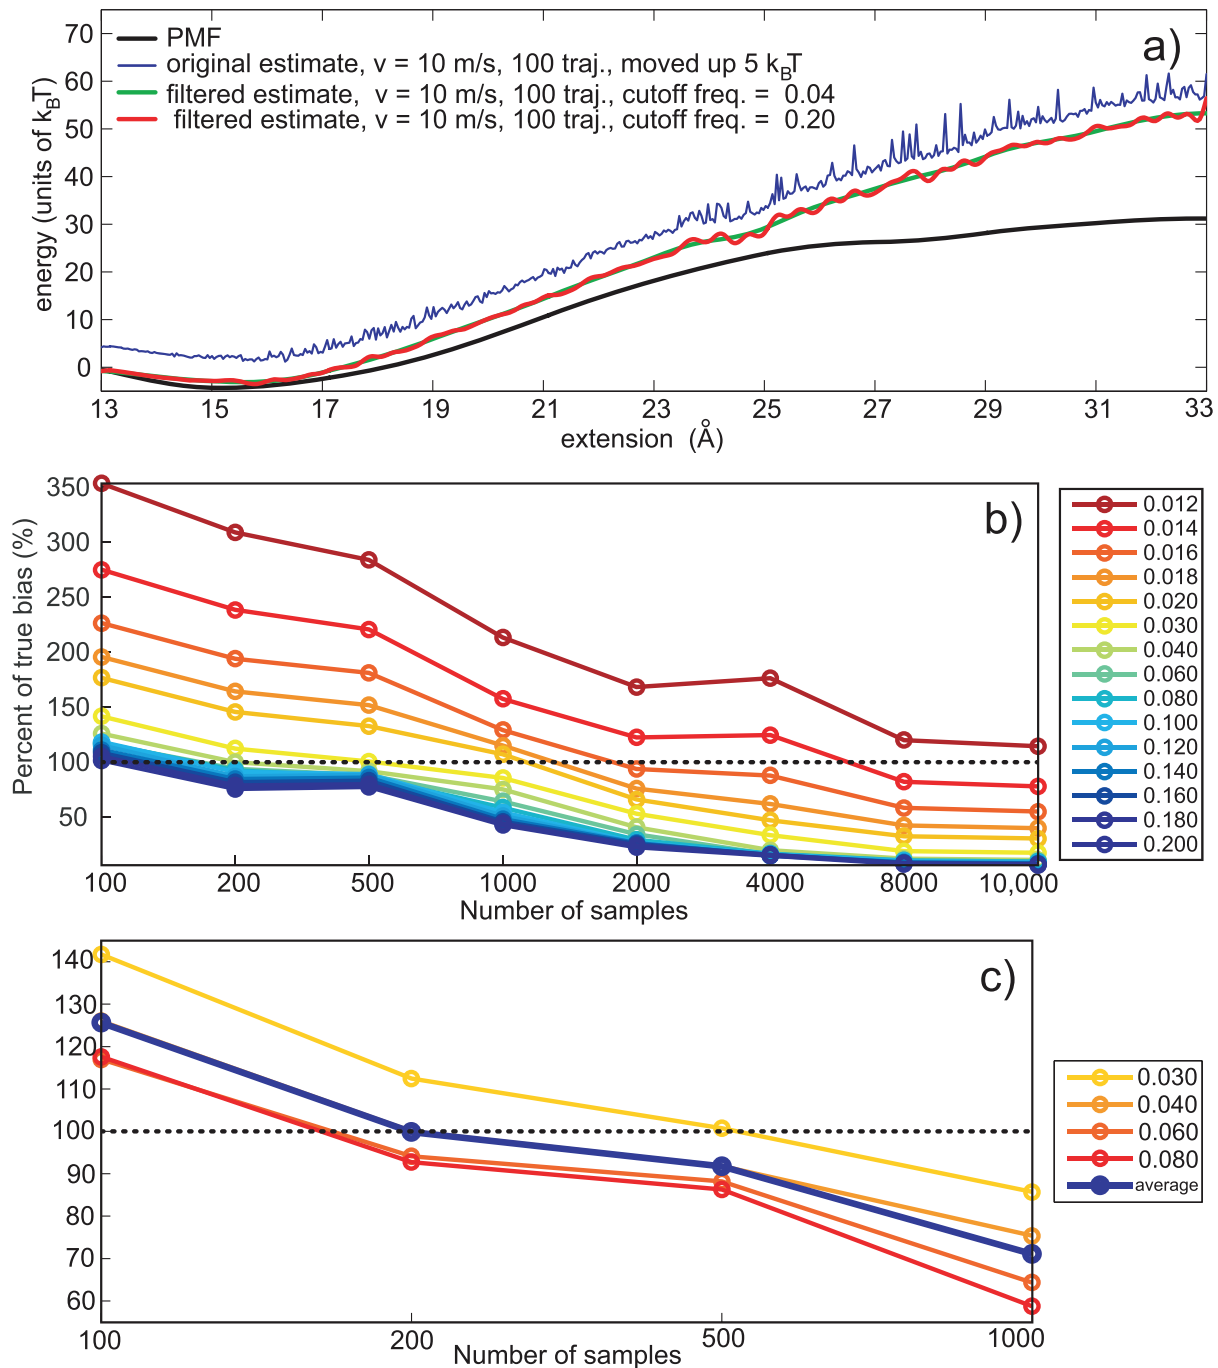 a)
PMF
original estimate, v = 10 m/s, 100 traj., moved up 5 kBT
filtered estimate, v = 10 m/s, 100 traj., cutoff freq. = 0.04
filtered estimate, v = 10 m/s, 100 traj., cutoff freq. = 0.20
energy (units of kBT)
70
60
50
40
30
20
10
0
13 15 17 19 21 23 25 27 29 31 33
extension (Å)
b)
Percent of true bias (%)
350
300
250
200
150
100
50
100 200 500 1000 2000 4000 8000 10,000
Number of samples
0.012
0.014
0.016
0.018
0.020
0.030
0.040
0.060
0.080
0.100
0.120
0.140
0.160
0.180
0.200
c)
140
130
120
110
100
90
80
70
60
100 200 500 1000
Number of samples
0.030
0.040
0.060
0.080
average